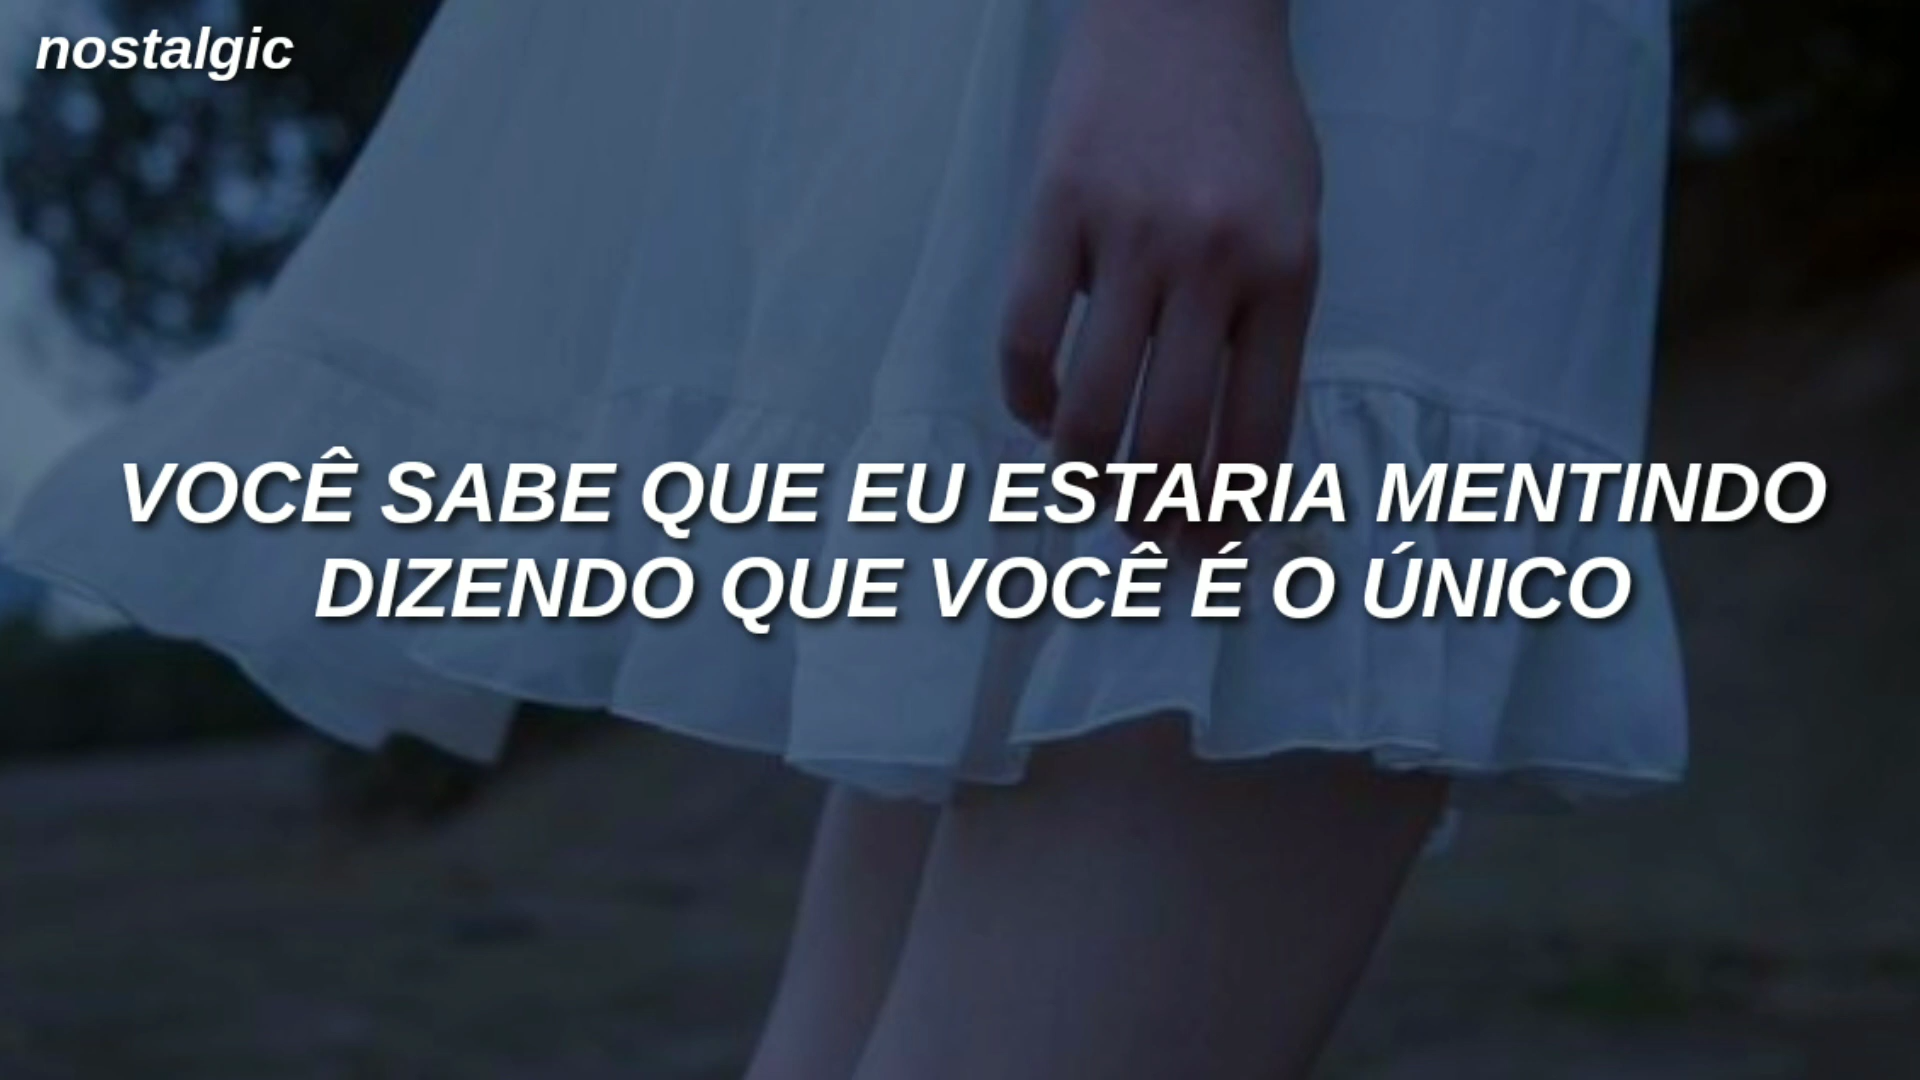 nostalgic
VOCÊ SABE QUE EU ESTARIA MENTINDO
DIZENDO QUE VOCÊ É O ÚNICO